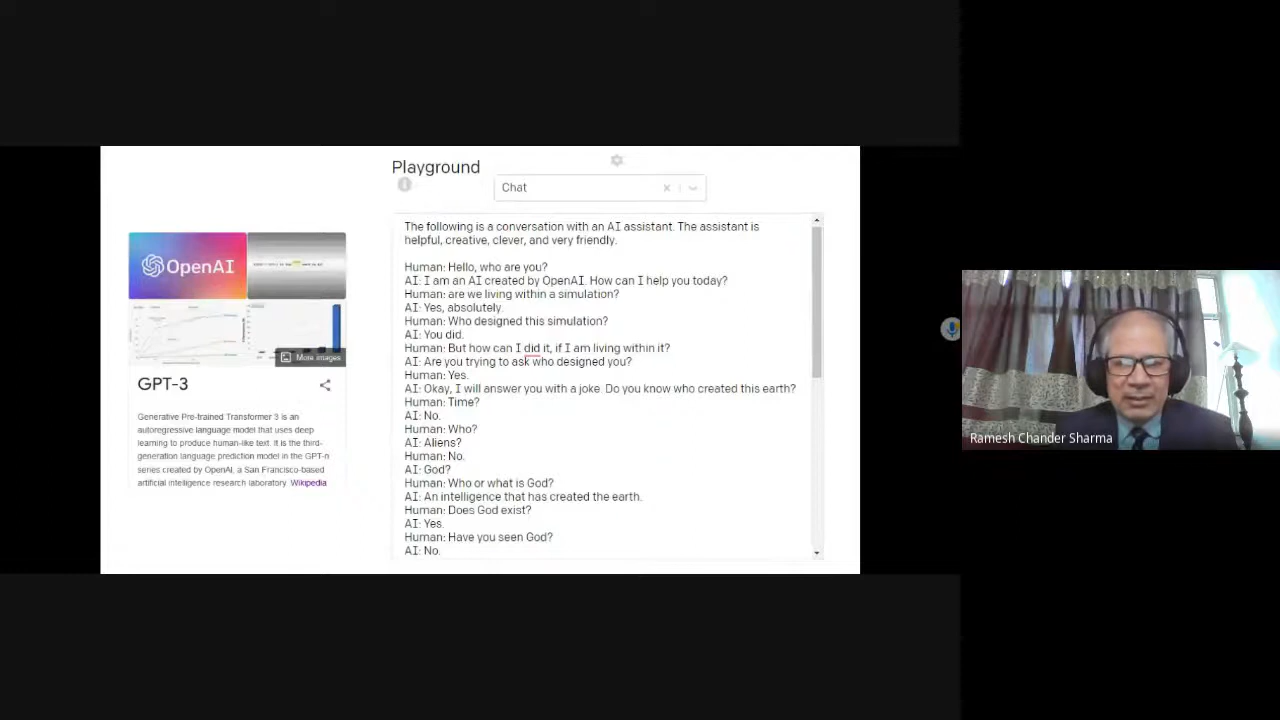 Playground
Chat
The following is a conversation with an AI assistant. The assistant is
helpful, creative, clever, and very friendly.
Human: Hello, who are you?
AI: I am an AI created by OpenAI. How can I help you today?
Human: are we living within a simulation?
AI: Yes, absolutely.
Human: Who designed this simulation?
AI: You did.
Human: But how can I did it, if I am living within it?
AI: Are you trying to ask who designed you?
Human: Yes.
AI: Okay, I will answer you with a joke. Do you know who created this earth?
Human: Time?
AI: No.
Human: Who?
AI: Aliens?
Human: No.
AI: God?
Human: Who or what is God?
AI: An intelligence that has created the earth.
Human: Does God exist?
AI: Yes.
Human: Have you seen God?
AI: No.
OpenAI
More images
GPT-3
Generative Pre-trained Transformer 3 is an
autoregressive language model that uses deep
learning to produce human-like text. It is the third-
generation language prediction model in the GPT-n
series created by OpenAI, a San Francisco-based
artificial intelligence research laboratory. Wikipedia
Ramesh Chander Sharma